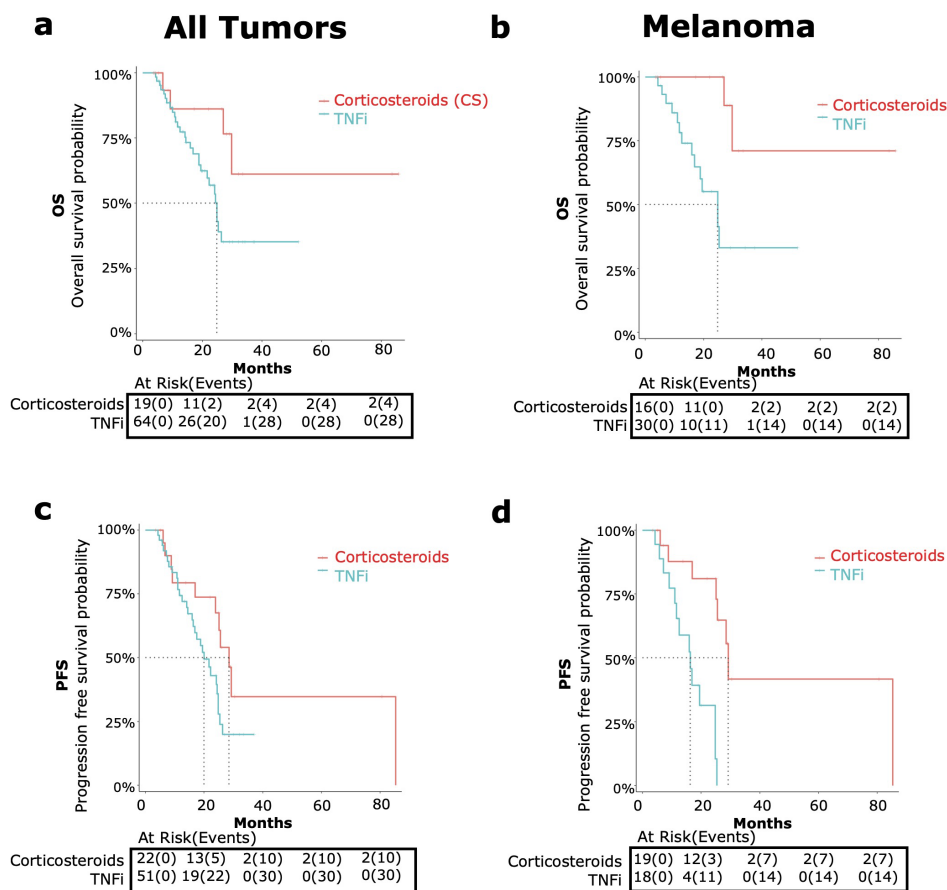 a All Tumors
100%
75%
50%
25%
0%
OS
Overall survival probability
Corticosteroids (CS)
TNFi
0 20 40 60 80
Months
At Risk(Events)
Corticosteroids 19(0) 11(2) 2(4) 2(4) 2(4)
TNFi 64(0) 26(20) 1(28) 0(28) 0(28)
b Melanoma
100%
75%
50%
25%
0%
OS
Overall survival probability
Corticosteroids
TNFi
0 20 40 60 80
Months
At Risk(Events)
Corticosteroids 16(0) 11(0) 2(2) 2(2) 2(2)
TNFi 30(0) 10(11) 1(14) 0(14) 0(14)
c
100%
75%
50%
25%
0%
PFS
Progression free survival probability
Corticosteroids
TNFi
0 20 40 60 80
Months
At Risk(Events)
Corticosteroids 22(0) 13(5) 2(10) 2(10) 2(10)
TNFi 51(0) 19(22) 0(30) 0(30) 0(30)
d
100%
75%
50%
25%
0%
PFS
Progression free survival probability
Corticosteroids
TNFi
0 20 40 60 80
Months
At Risk(Events)
Corticosteroids 19(0) 12(3) 2(7) 2(7) 2(7)
TNFi 18(0) 4(11) 0(14) 0(14) 0(14)